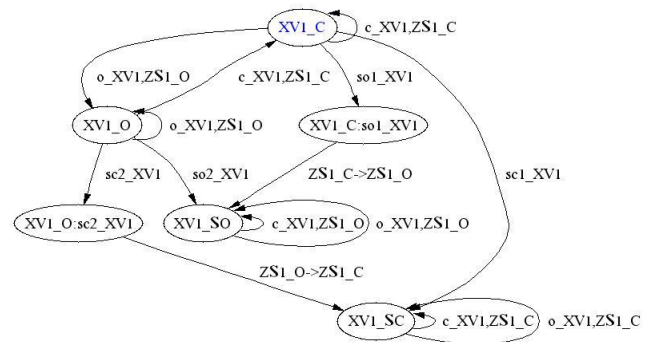 XV1_C
c_XV1,ZS1_C
o_XV1,ZS1_O
c_XV1,ZS1_C
so1_XV1
XV1_O
o_XV1,ZS1_O
XV1_C:so1_XV1
sc2_XV1
so2_XV1
ZS1_C->ZS1_O
sc1_XV1
XV1_O:sc2_XV1
XV1_SO
c_XV1,ZS1_O
o_XV1,ZS1_O
ZS1_O->ZS1_C
XV1_SC
c_XV1,ZS1_C
o_XV1,ZS1_C